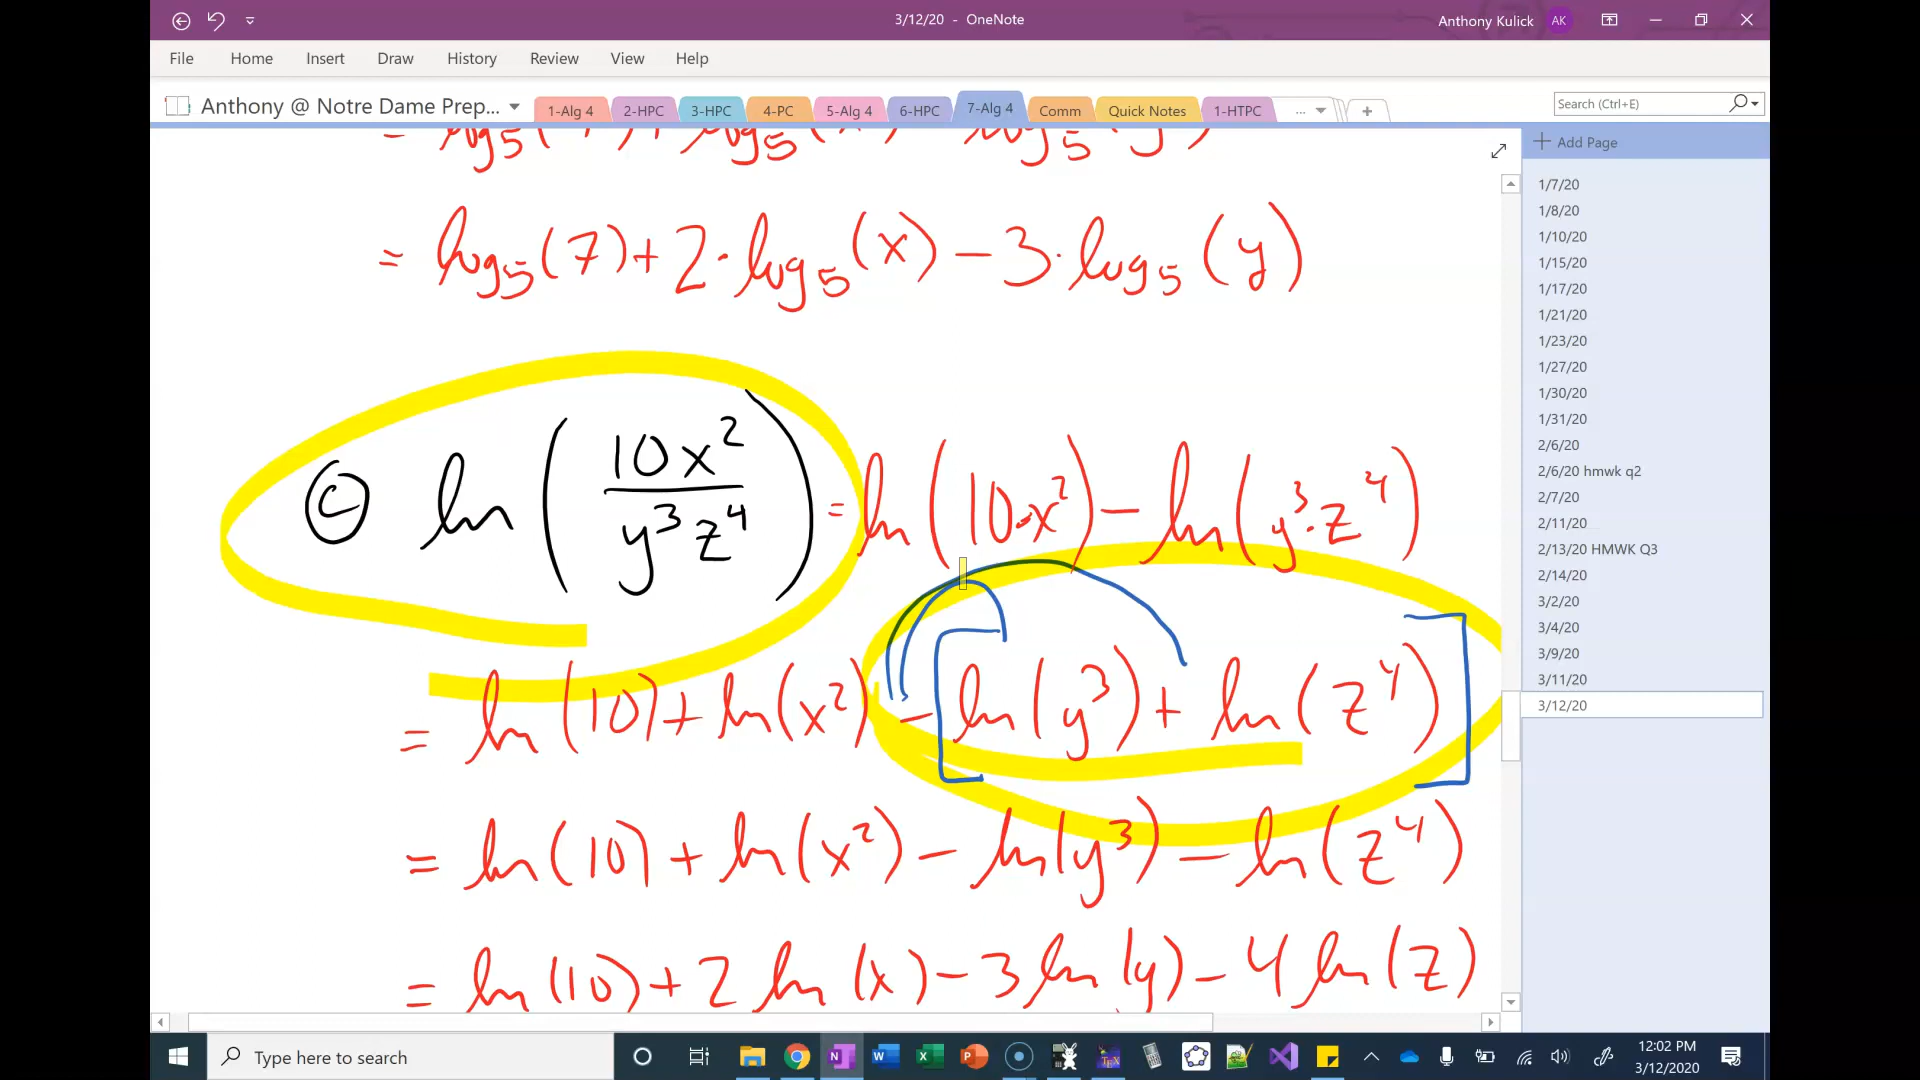 3/12/20 - OneNote
Anthony Kulick AK
File Home Insert Draw History Review View Help
Anthony @ Notre Dame Prep...
1-Alg 4 2-HPC 3-HPC 4-PC 5-Alg 4 6-HPC 7-Alg 4 Comm Quick Notes 1-HTPC ...
Search (Ctrl+E)
Add Page
1/7/20
1/8/20
1/10/20
1/15/20
1/17/20
1/21/20
1/23/20
1/27/20
1/30/20
1/31/20
2/6/20
2/6/20 hmwk q2
2/7/20
2/11/20
2/13/20 HMWK Q3
2/14/20
3/2/20
3/4/20
3/9/20
3/11/20
3/12/20
= log₅(7) + 2·log₅(x) − 3·log₅(y)
Ⓒ ln(10x²/y³z⁴) = ln(10·x²) − ln(y³·z⁴)
= ln(10) + ln(x²) − [ln(y³) + ln(z⁴)]
= ln(10) + ln(x²) − ln(y³) − ln(z⁴)
= ln(10) + 2 ln(x) − 3 ln(y) − 4 ln(z)
Type here to search
12:02 PM
3/12/2020